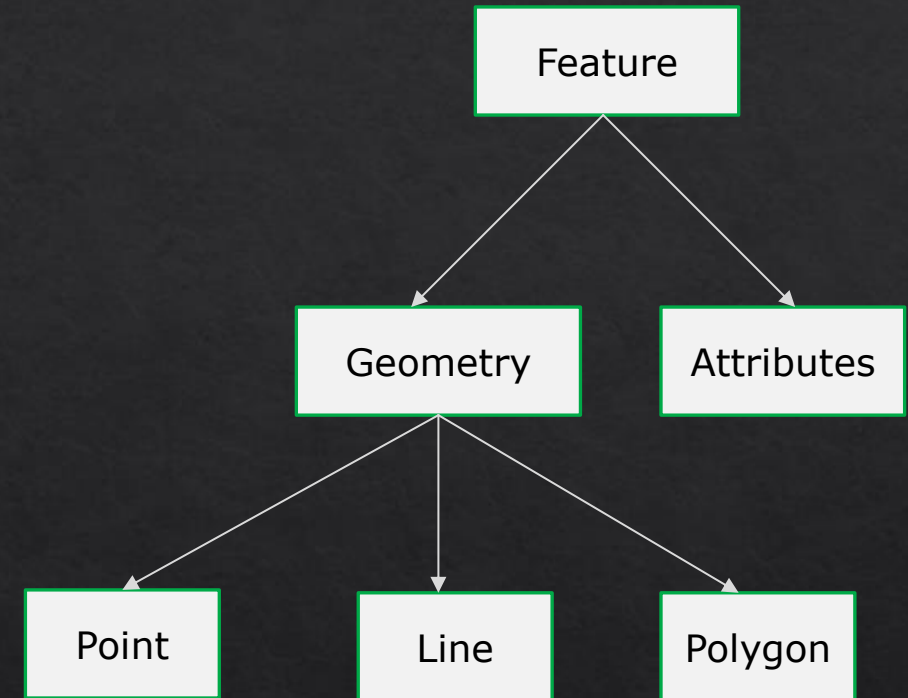 Feature
Geometry
Attributes
Point
Line
Polygon